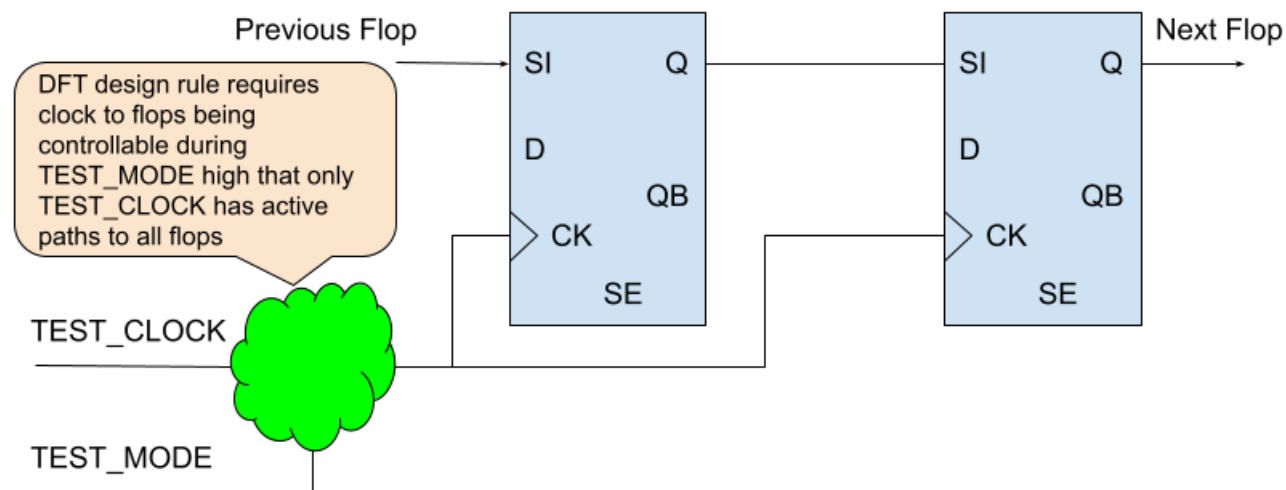 Previous Flop
Next Flop
DFT design rule requires
clock to flops being
controllable during
TEST_MODE high that only
TEST_CLOCK has active
paths to all flops
SI
Q
D
QB
CK
SE
SI
Q
D
QB
CK
SE
TEST_CLOCK
TEST_MODE